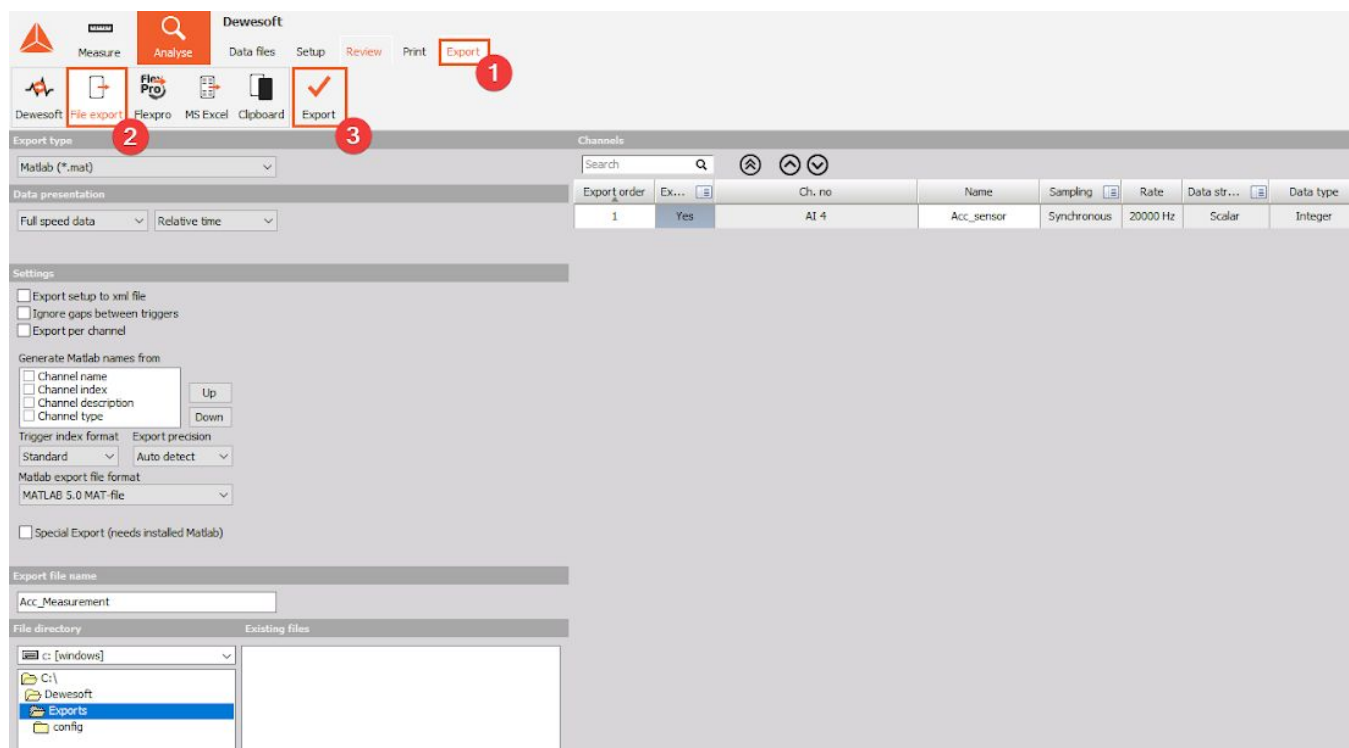 Dewesoft
Measure
Analyse
Data files
Setup
Review
Print
Export
1
Flex
Pro
Dewesoft
File export
Flexpro
MS Excel
Clipboard
Export
2
3
Export type
Matlab (*.mat)
Data presentation
Full speed data
Relative time
Settings
Export setup to xml file
Ignore gaps between triggers
Export per channel
Generate Matlab names from
Channel name
Channel index
Channel description
Channel type
Up
Down
Trigger index format
Export precision
Standard
Auto detect
Matlab export file format
MATLAB 5.0 MAT-file
Special Export (needs installed Matlab)
Export file name
Acc_Measurement
File directory
Existing files
c: [windows]
C:\
Dewesoft
Exports
config
Channels
Search
Export order
Ex...
Ch. no
Name
Sampling
Rate
Data str...
Data type
1
Yes
AI 4
Acc_sensor
Synchronous
20000 Hz
Scalar
Integer